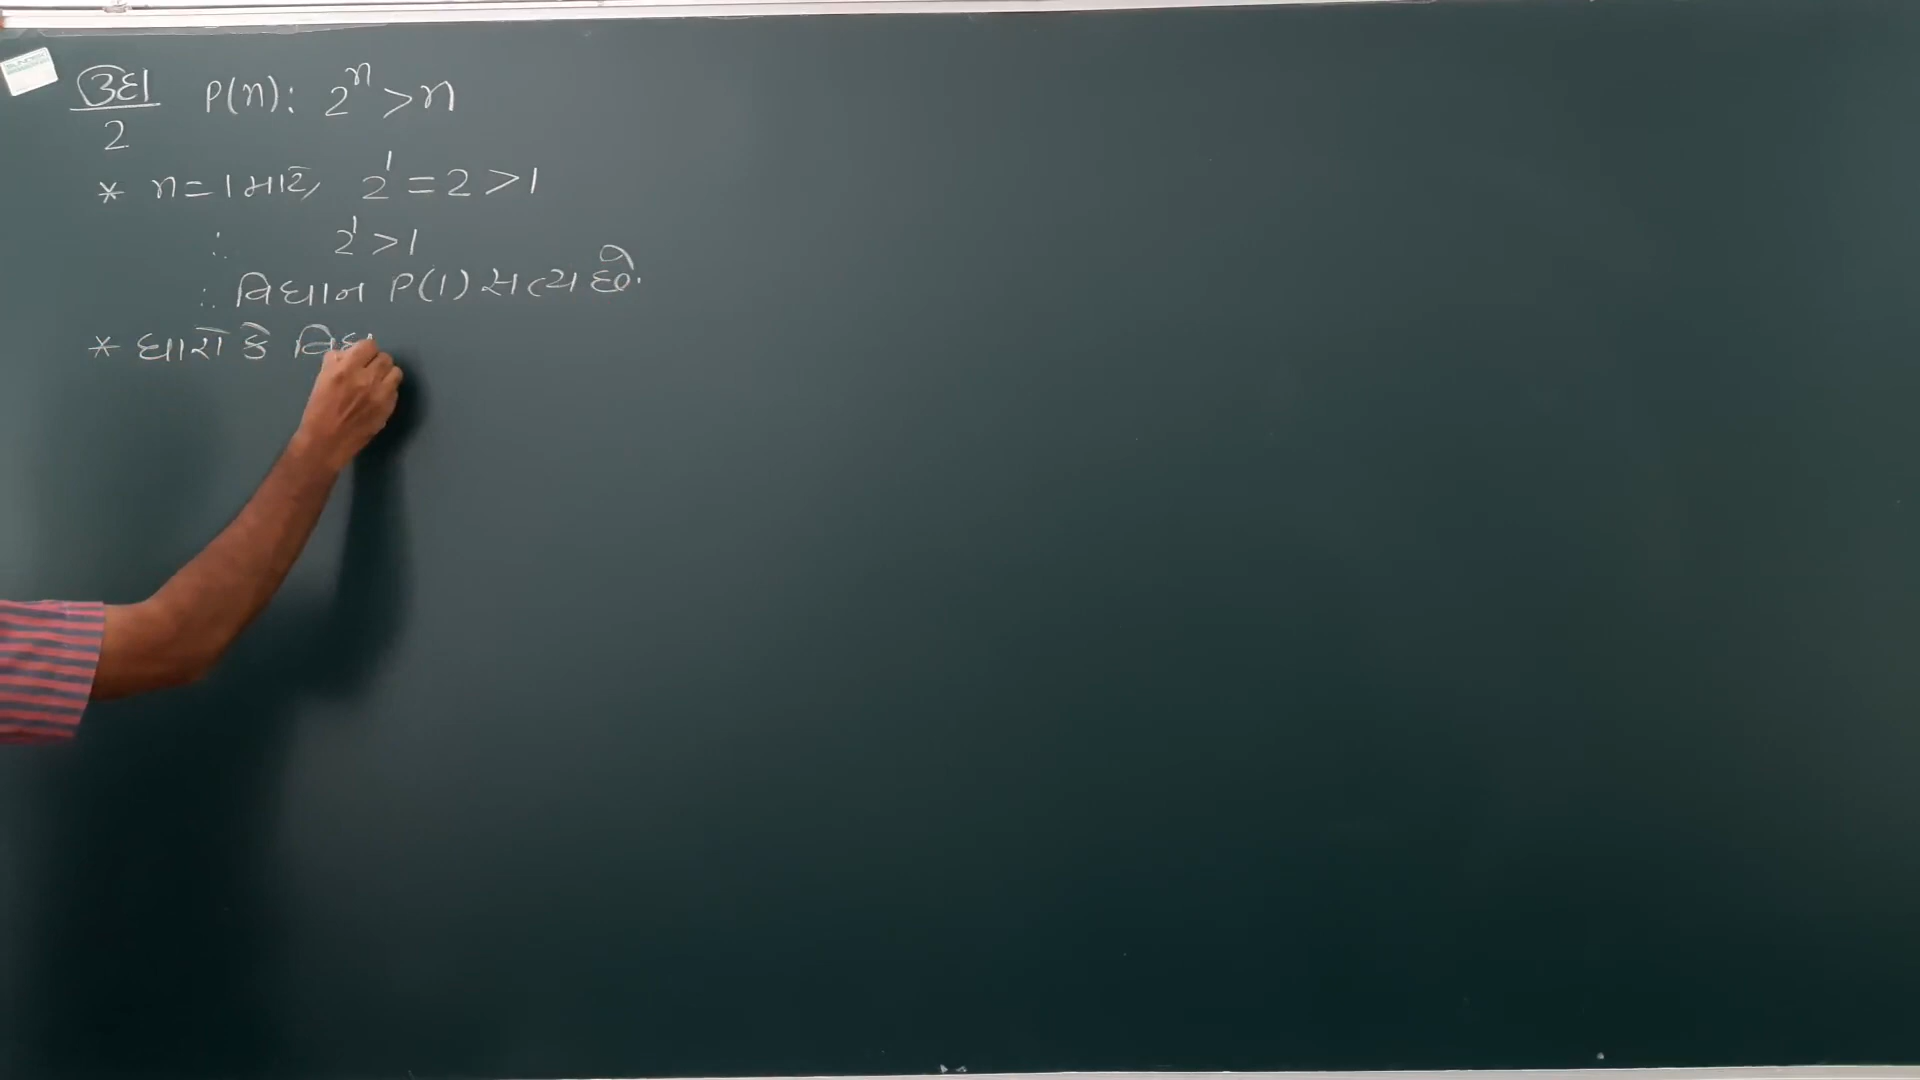 ઉદા P(n): 2ⁿ > n
2
* n = 1 માટે, 2¹ = 2 > 1
∴ 2¹ > 1
∴ વિધાન P(1) સત્ય છે.
* ધારો કે